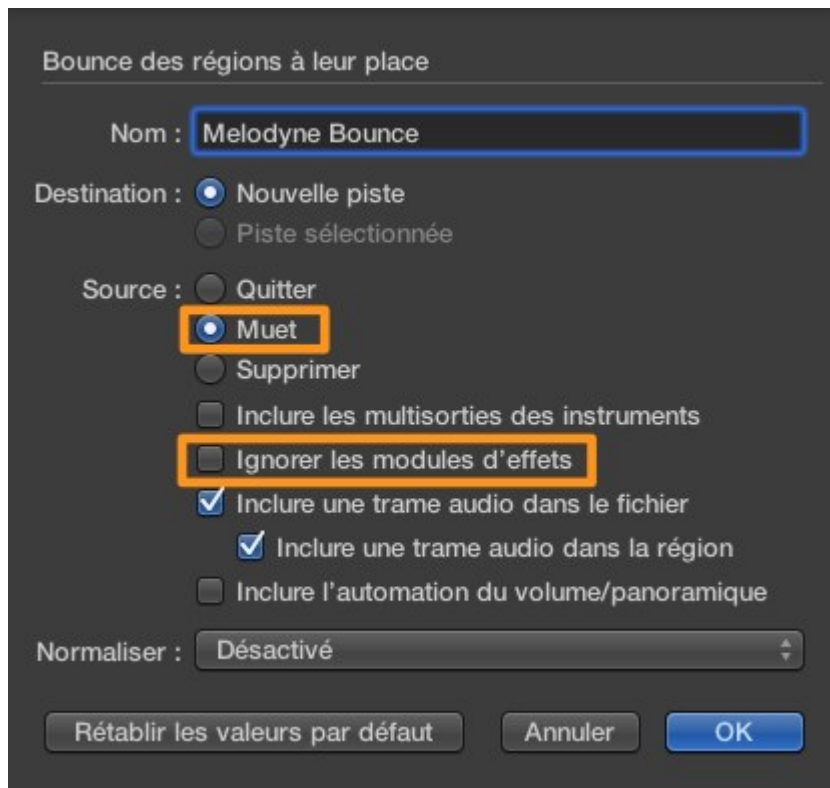 Bounce des régions à leur place
Nom : Melodyne Bounce
Destination : Nouvelle piste
Piste sélectionnée
Source : Quitter
Muet
Supprimer
Inclure les multisorties des instruments
Ignorer les modules d’effets
Inclure une trame audio dans le fichier
Inclure une trame audio dans la région
Inclure l’automation du volume/panoramique
Normaliser : Désactivé
Rétablir les valeurs par défaut Annuler OK